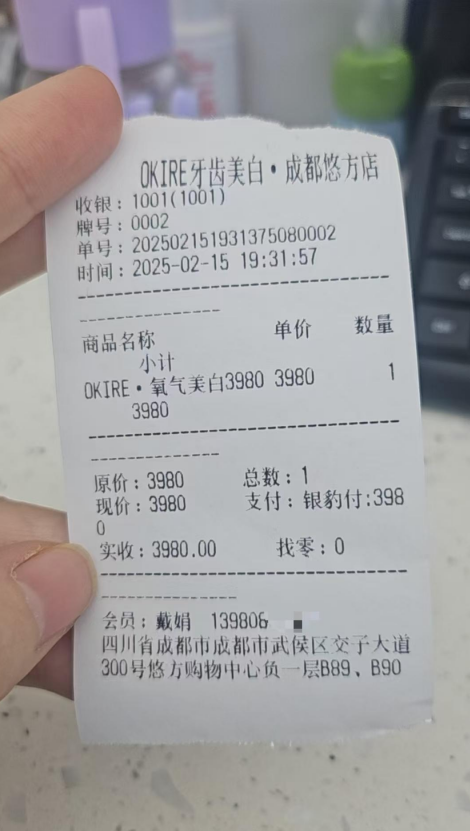 OKIRE牙齿美白•成都悠方店
收银：1001(1001)
牌号：0002
单号：202502151931375080002
时间：2025-02-15 19:31:57
商品名称 单价 数量
小计
OKIRE•氧气美白3980 3980 1
3980
原价：3980 总数：1
现价：3980 支付：银豹付:398
0
实收：3980.00 找零：0
会员：戴娟 139806
四川省成都市成都市武侯区交子大道
300号悠方购物中心负一层B89、B90